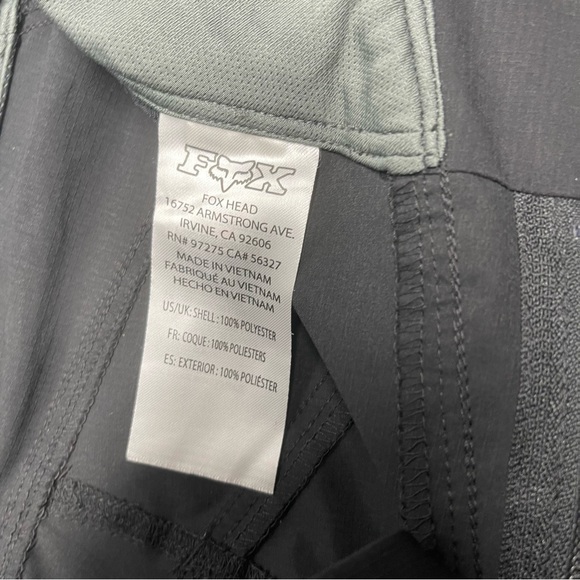 FOX
FOX HEAD
16752 ARMSTRONG AVE.
IRVINE, CA 92606
RN# 97275 CA# 56327
MADE IN VIETNAM
FABRIQUÉ AU VIETNAM
HECHO EN VIETNAM
US/UK: SHELL : 100% POLYESTER
FR: COQUE : 100% POLIESTERS
ES: EXTERIOR : 100% POLIÉSTER